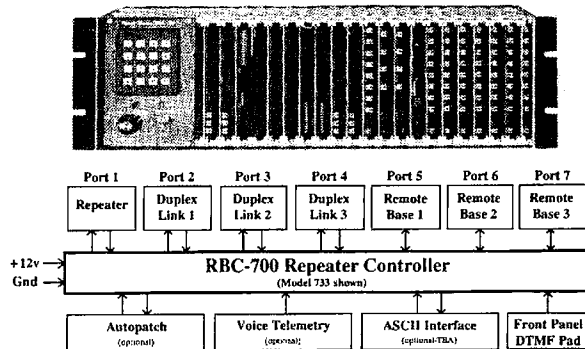 Port 1 Port 2 Port 3 Port 4 Port 5 Port 6 Port 7
Repeater
Duplex
Link 1
Duplex
Link 2
Duplex
Link 3
Remote
Base 1
Remote
Base 2
Remote
Base 3
+12v
Gnd
RBC-700 Repeater Controller
(Model 733 shown)
Autopatch
(optional)
Voice Telemetry
(optional)
ASCII Interface
(optional-TBA)
Front Panel
DTMF Pad